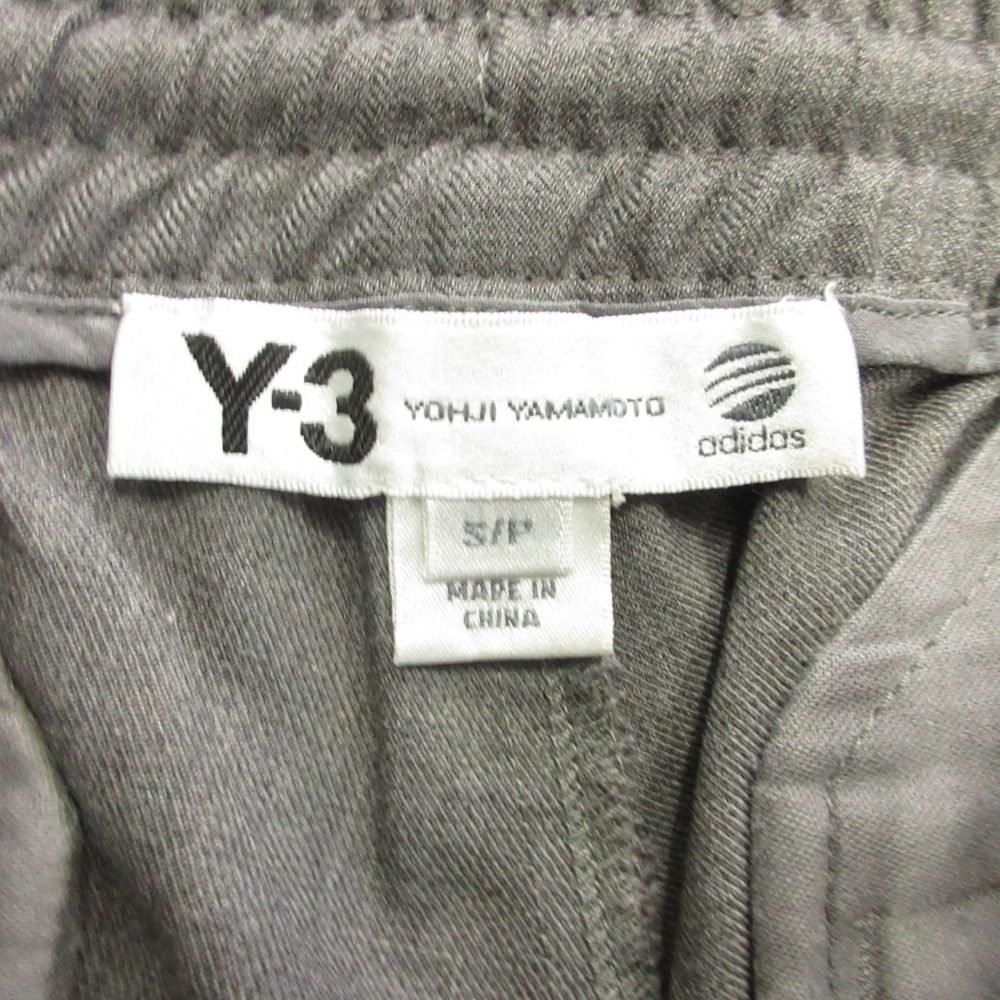 Y-3 YOHJI YAMAMOTO adidas
S/P
MADE IN
CHINA